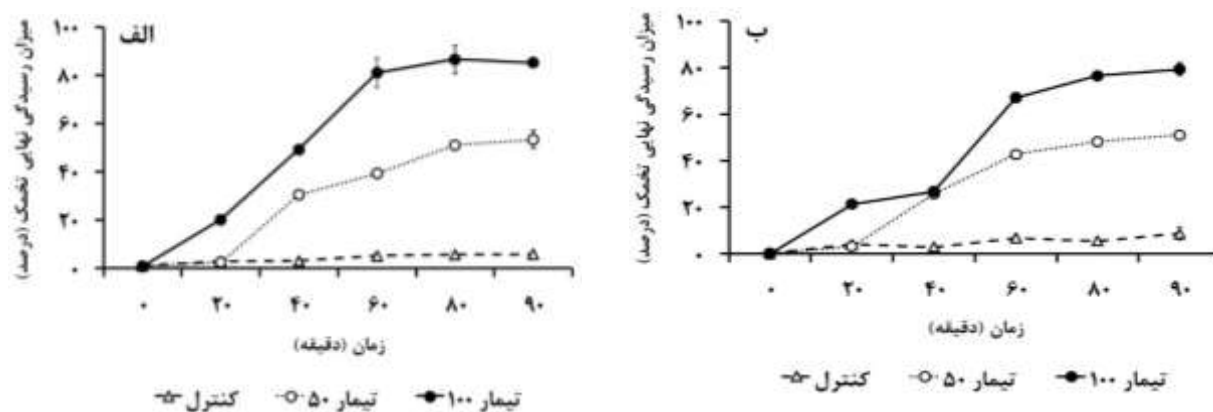 الف
میزان رسیدگی نهایی تخمک (درصد)
۱۰۰
۸۰
۶۰
۴۰
۲۰
۰
۰ ۲۰ ۴۰ ۶۰ ۸۰ ۹۰
زمان (دقیقه)
کنترل تیمار ۵۰ تیمار ۱۰۰
ب
میزان رسیدگی نهایی تخمک (درصد)
۱۰۰
۸۰
۶۰
۴۰
۲۰
۰
۰ ۲۰ ۴۰ ۶۰ ۸۰ ۹۰
زمان (دقیقه)
کنترل تیمار ۵۰ تیمار ۱۰۰